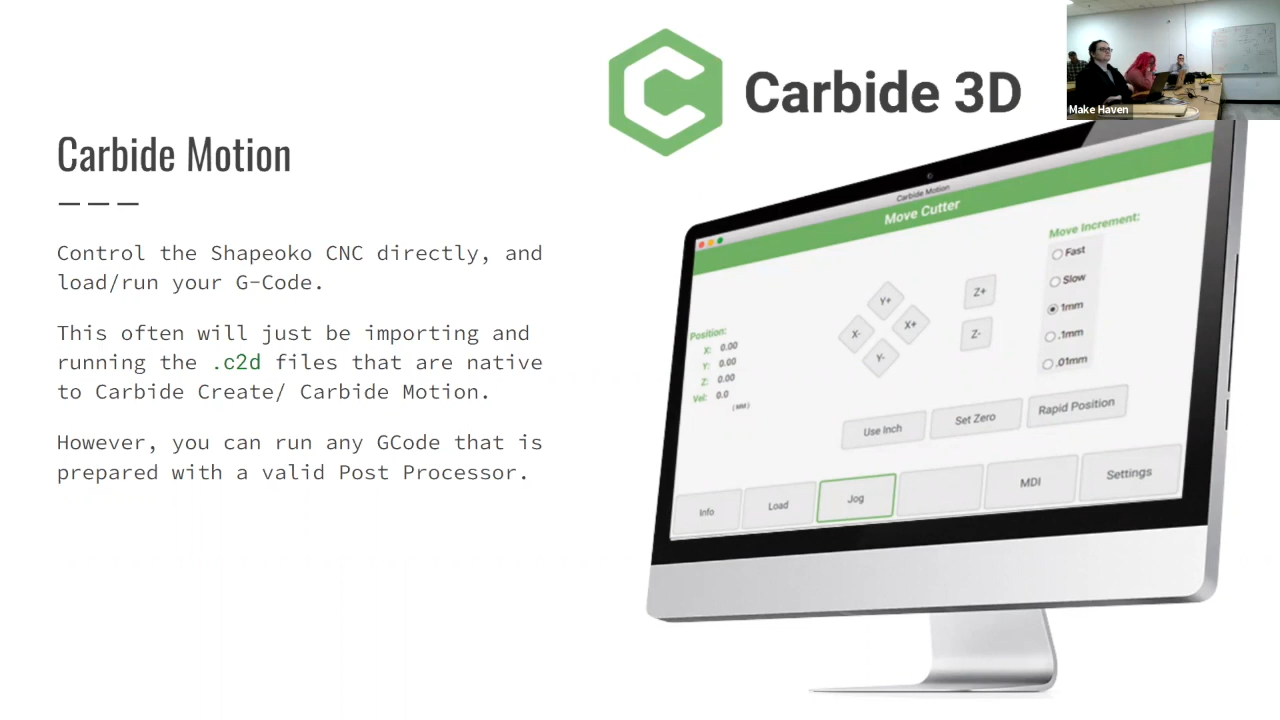 Carbide 3D
Make Haven
Carbide Motion
Control the Shapeoko CNC directly, and
load/run your G-Code.
This often will just be importing and
running the .c2d files that are native
to Carbide Create/ Carbide Motion.
However, you can run any GCode that is
prepared with a valid Post Processor.
Carbide Motion
Move Cutter
Position:
X: 0.00
Y: 0.00
Z: 0.00
Vel: 0.0
(MM)
Y+
X-
X+
Y-
Z+
Z-
Move Increment:
Fast
Slow
1mm
.1mm
.01mm
Use Inch
Set Zero
Rapid Position
Info
Load
Jog
MDI
Settings